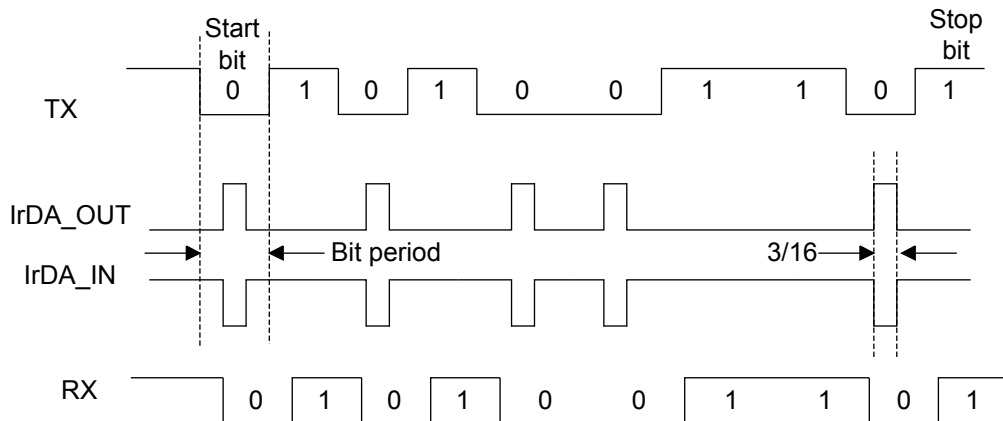 Start bit
Stop bit
TX
0 1 0 1 0 0 1 1 0 1
IrDA_OUT
Bit period
3/16
IrDA_IN
RX
0 1 0 1 0 0 1 1 0 1